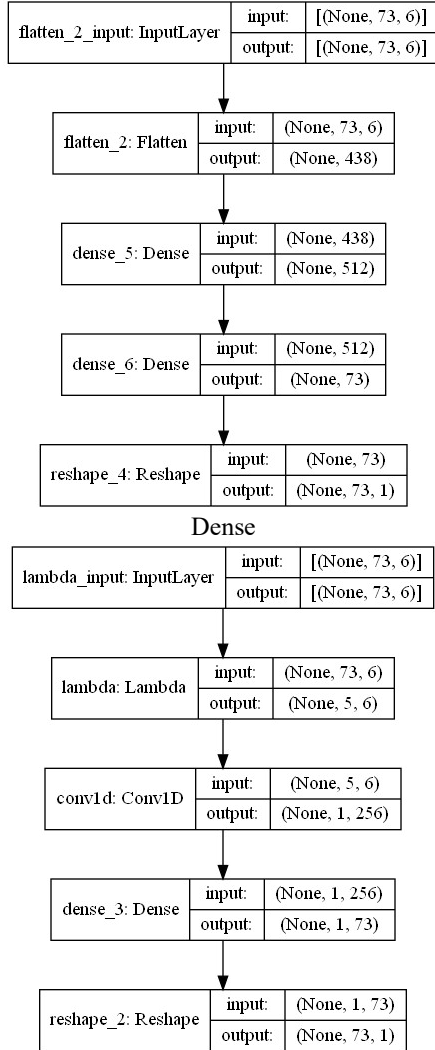 flatten_2_input: InputLayer
input: [(None, 73, 6)]
output: [(None, 73, 6)]
flatten_2: Flatten
input: (None, 73, 6)
output: (None, 438)
dense_5: Dense
input: (None, 438)
output: (None, 512)
dense_6: Dense
input: (None, 512)
output: (None, 73)
reshape_4: Reshape
input: (None, 73)
output: (None, 73, 1)
Dense
lambda_input: InputLayer
input: [(None, 73, 6)]
output: [(None, 73, 6)]
lambda: Lambda
input: (None, 73, 6)
output: (None, 5, 6)
conv1d: Conv1D
input: (None, 5, 6)
output: (None, 1, 256)
dense_3: Dense
input: (None, 1, 256)
output: (None, 1, 73)
reshape_2: Reshape
input: (None, 1, 73)
output: (None, 73, 1)